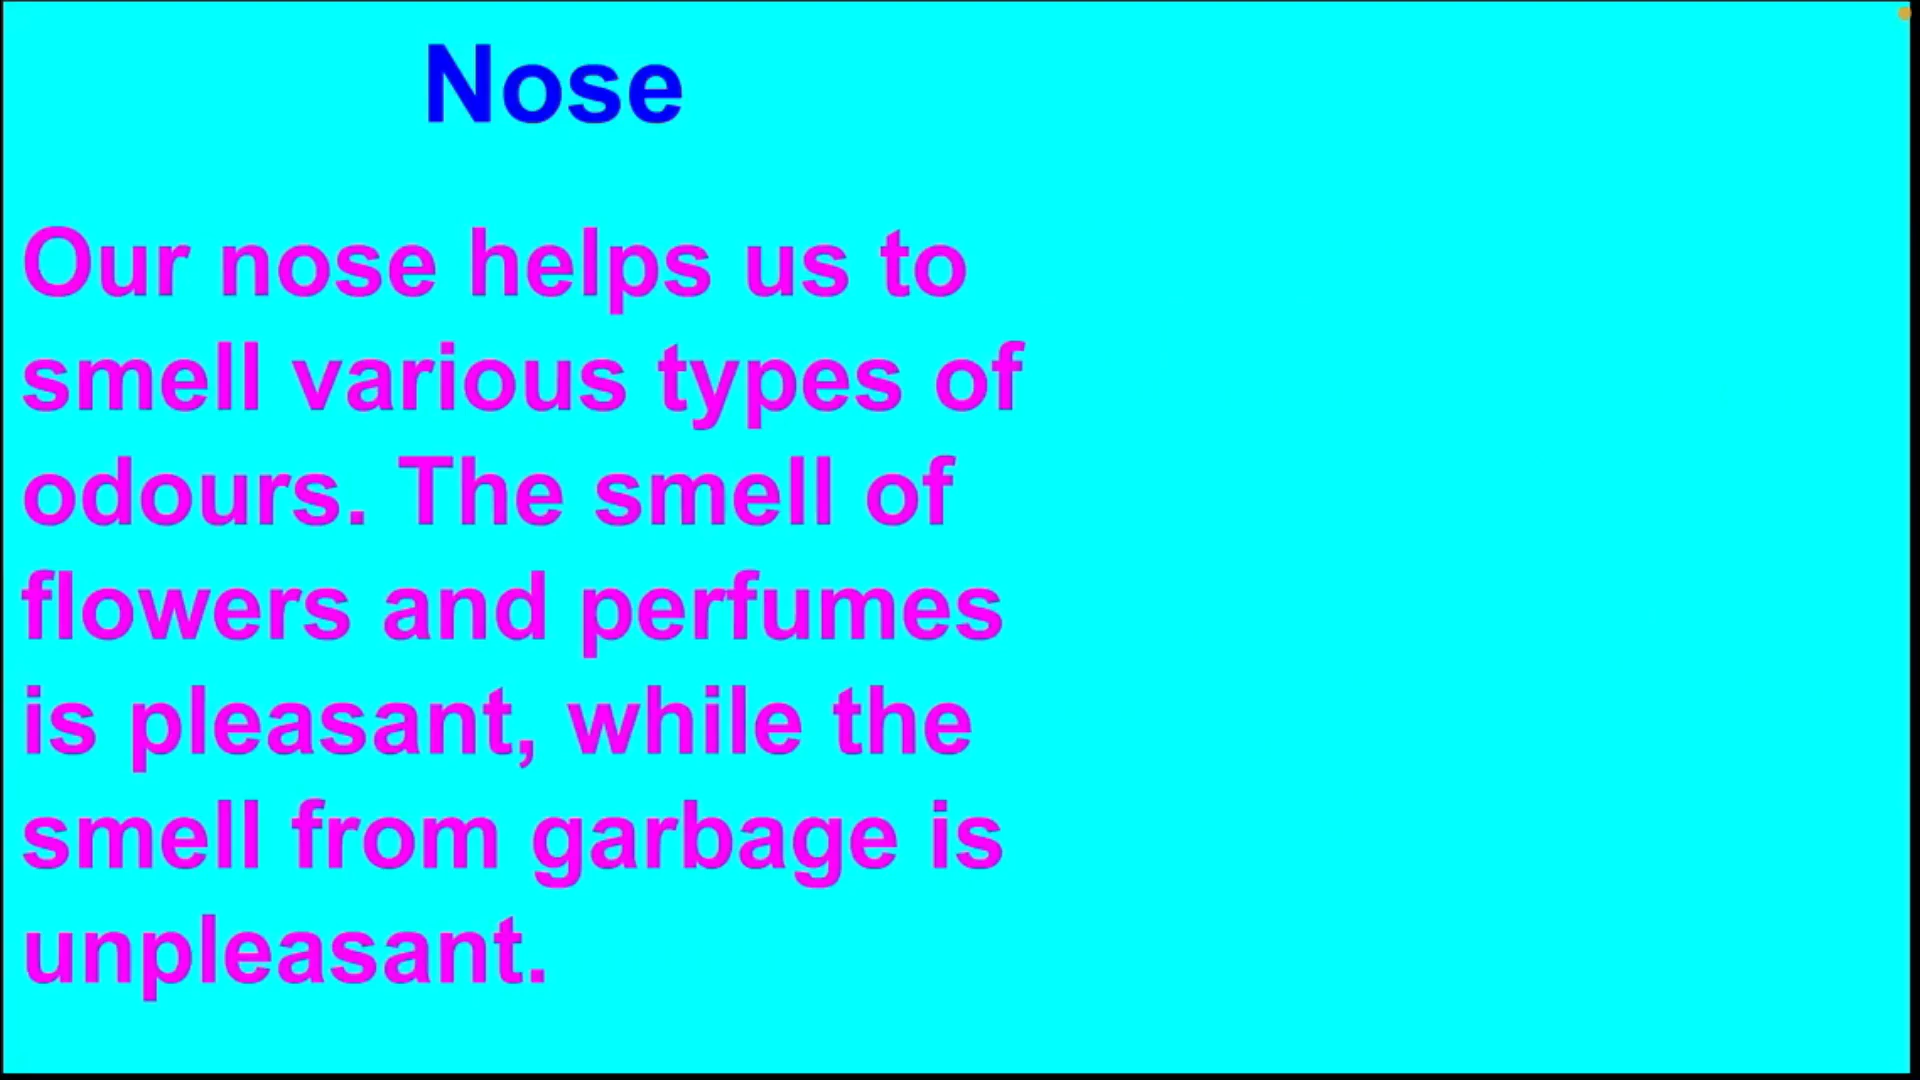 Nose
Our nose helps us to
smell various types of
odours. The smell of
flowers and perfumes
is pleasant, while the
smell from garbage is
unpleasant.